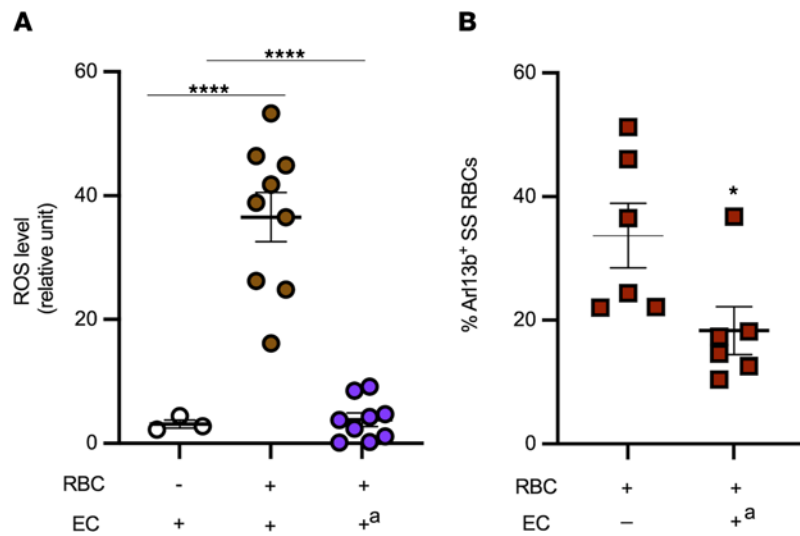 A
B
****
****
60
40
20
0
ROS level
(relative unit)
RBC - + +
EC + + +ᵃ
60
40
20
0
% Arl13b⁺ SS RBCs
*
RBC + +
EC – +ᵃ